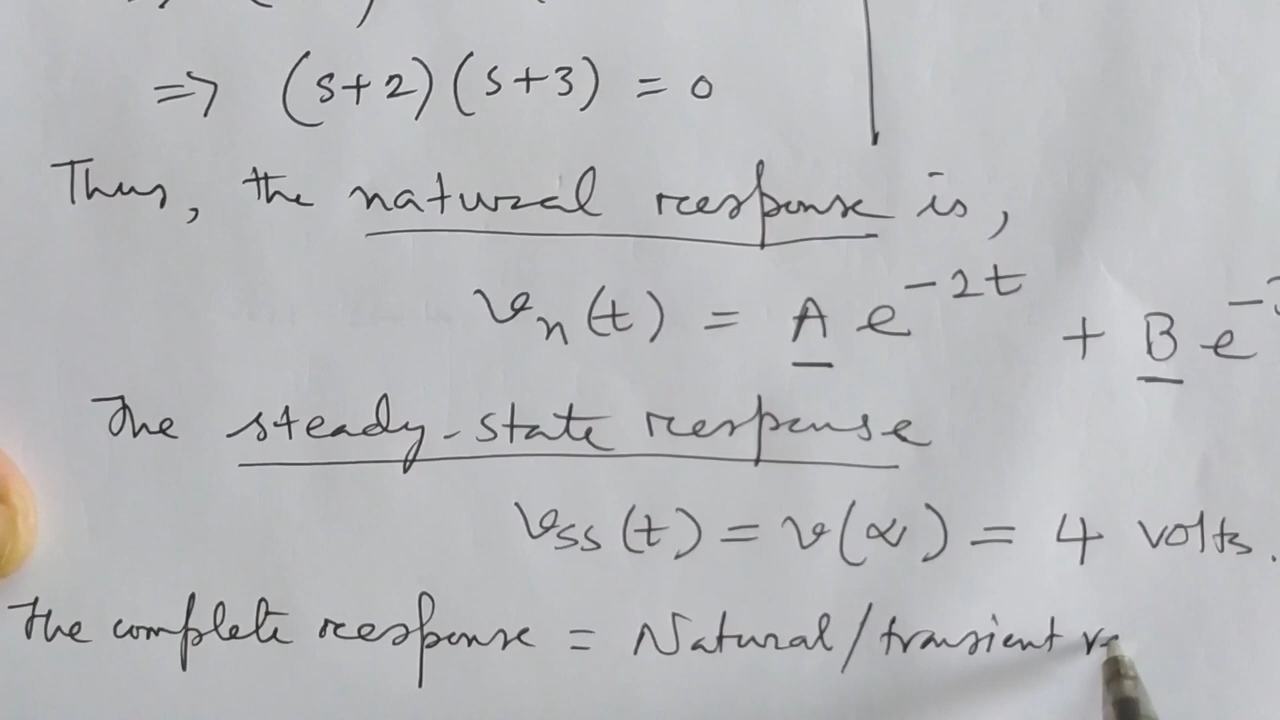 => (s+2)(s+3) = 0
Thus, the natural response is,
vn(t) = A e^-2t + B e^-
The steady-state response
vss(t) = v(∝) = 4 volts.
The complete response = Natural/transient